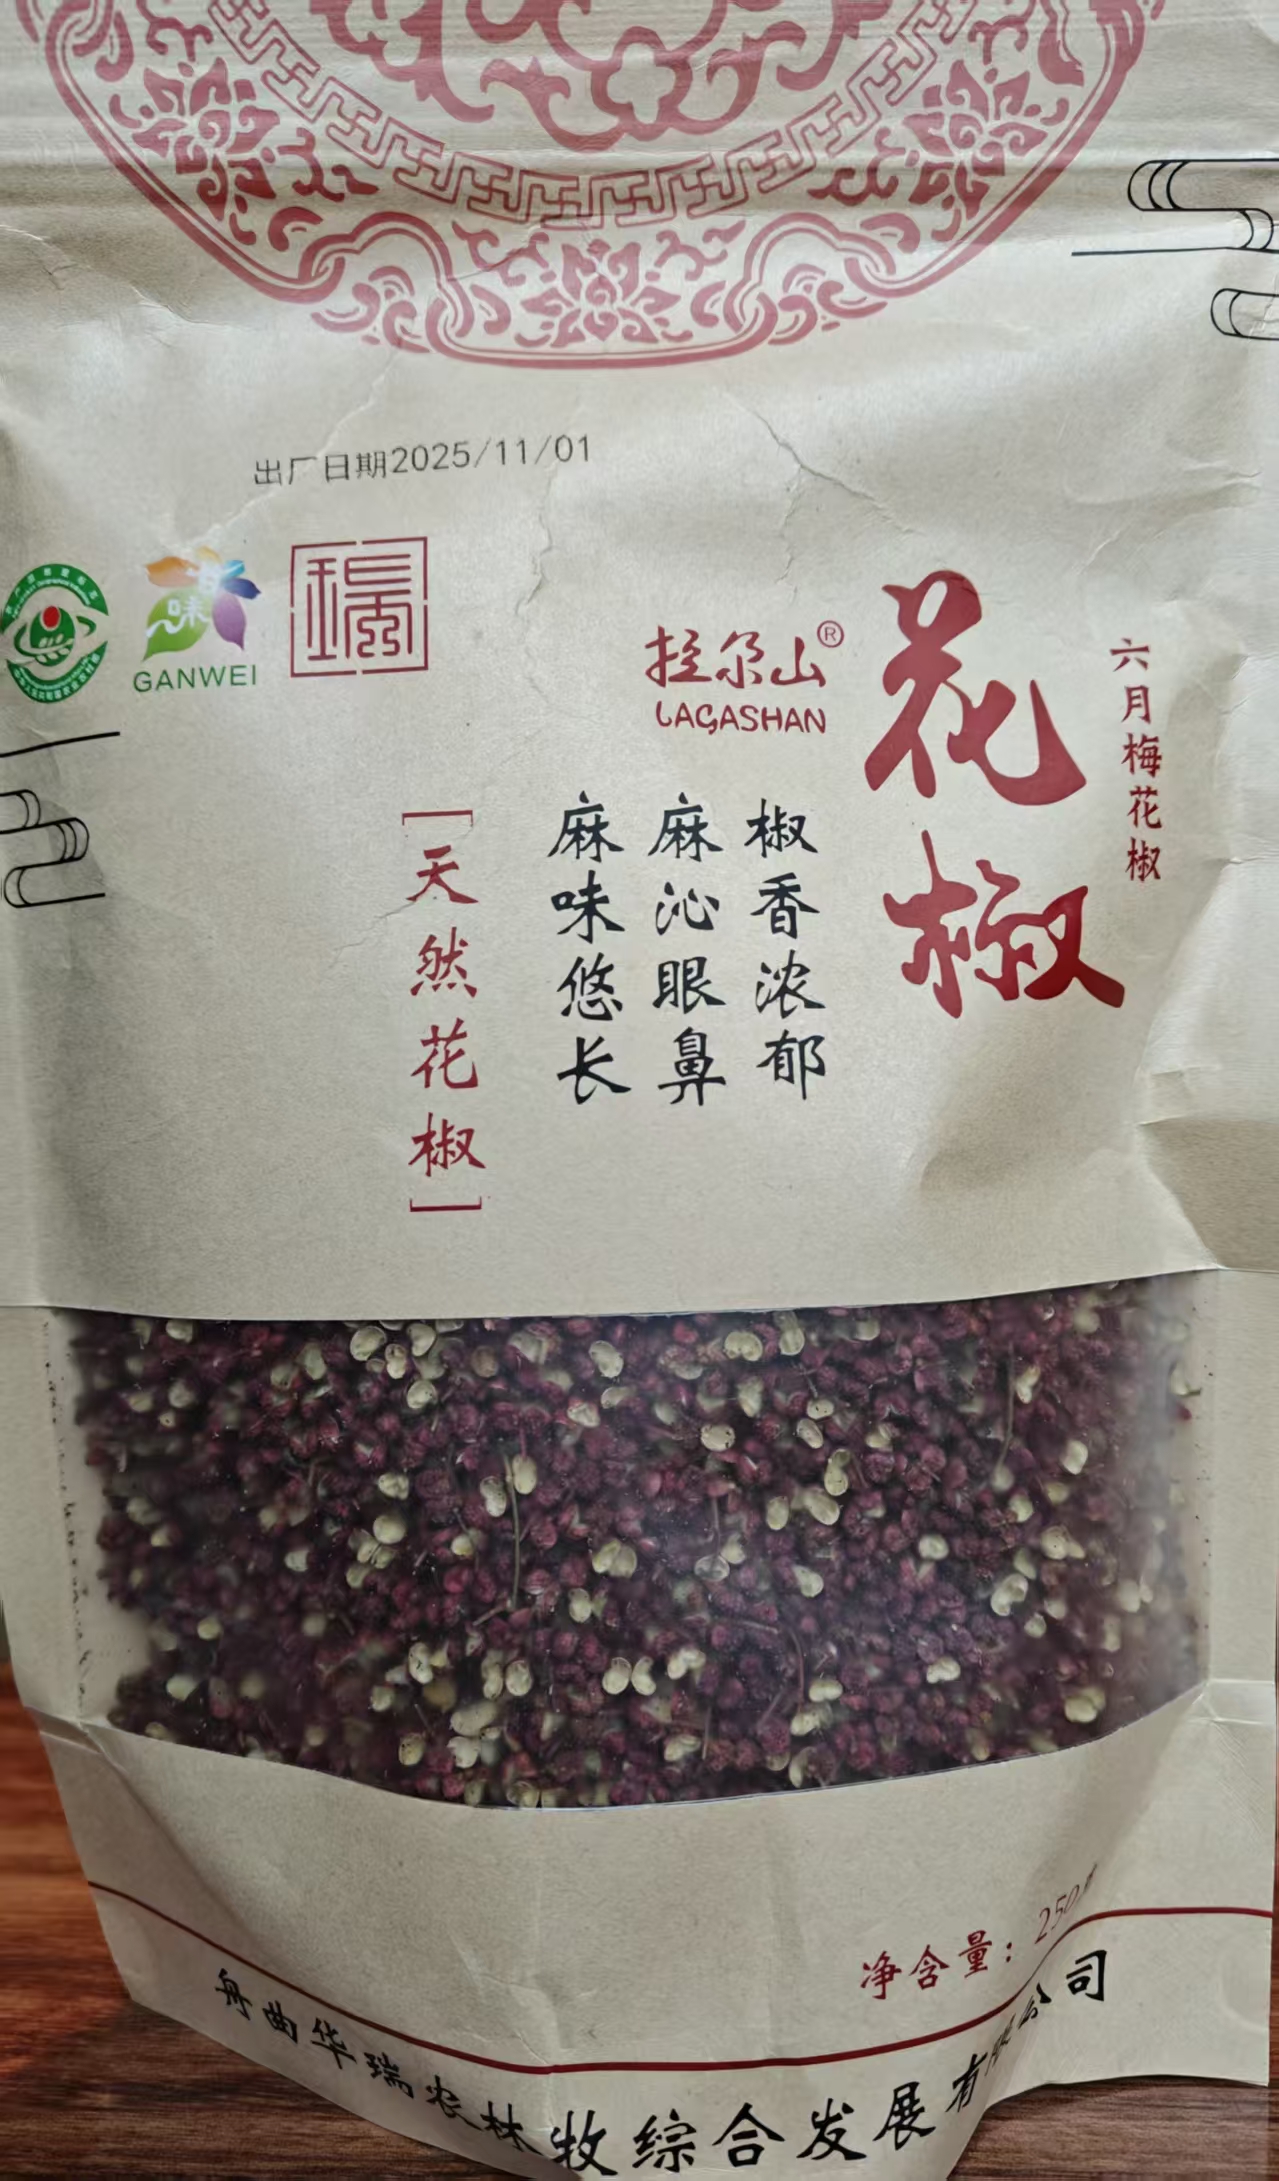 出厂日期2025/11/01
味
GANWEI
拉尕山®
LAGASHAN
花椒
六月梅花椒
椒香浓郁
麻沁眼鼻
麻味悠长
[天然花椒]
净含量：250
舟曲华瑞农林牧综合发展有限公司